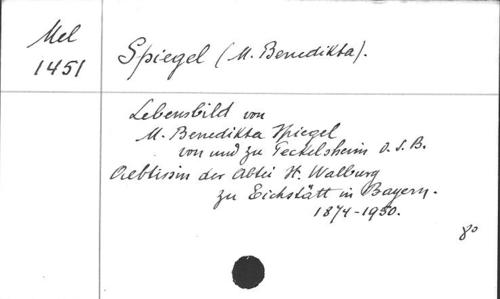 Mel
1451
Spiegel (M. Benedikta).
Lebensbild von
M. Benedikta Spiegel
von und zu Peckelsheim O.S.B.
Aebtissin der Abtei St. Walburg
zu Eichstätt in Bayern.
1874-1950.
8°